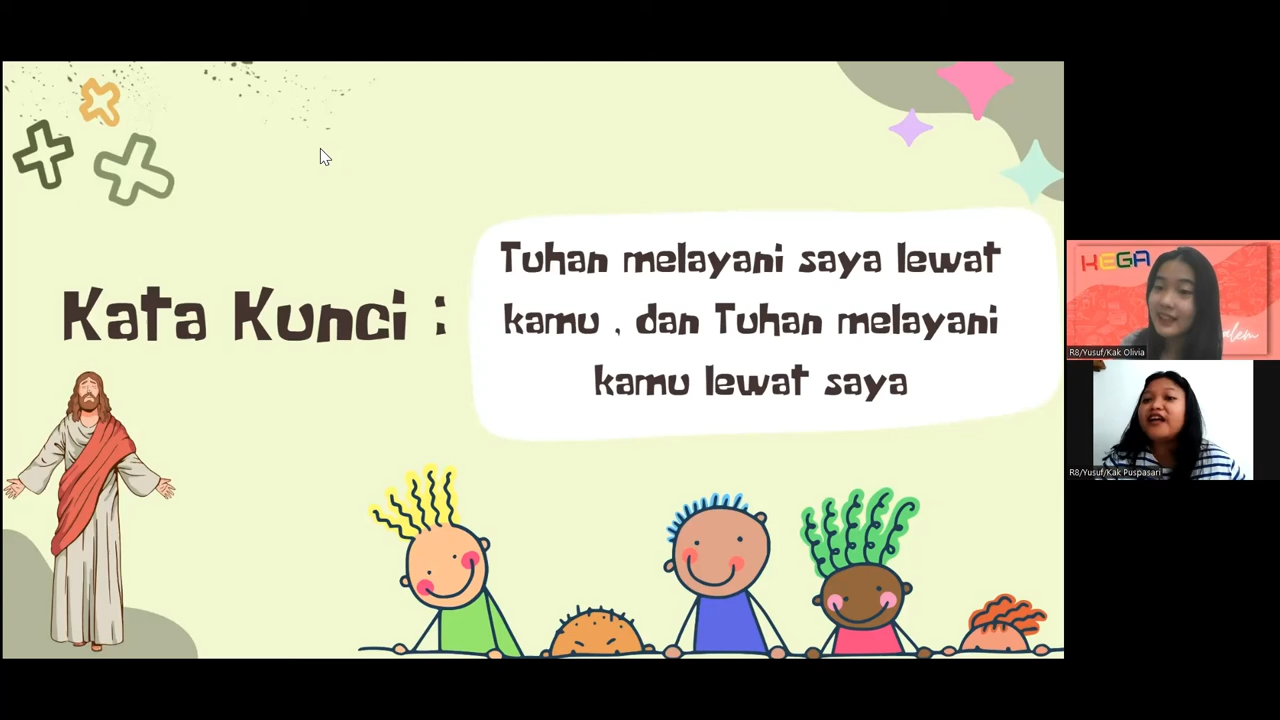 Tuhan melayani saya lewat
kamu , dan Tuhan melayani
kamu lewat saya
Kata Kunci :
KEGA
R8/Yusuf/Kak Olivia
R8/Yusuf/Kak Puspasari